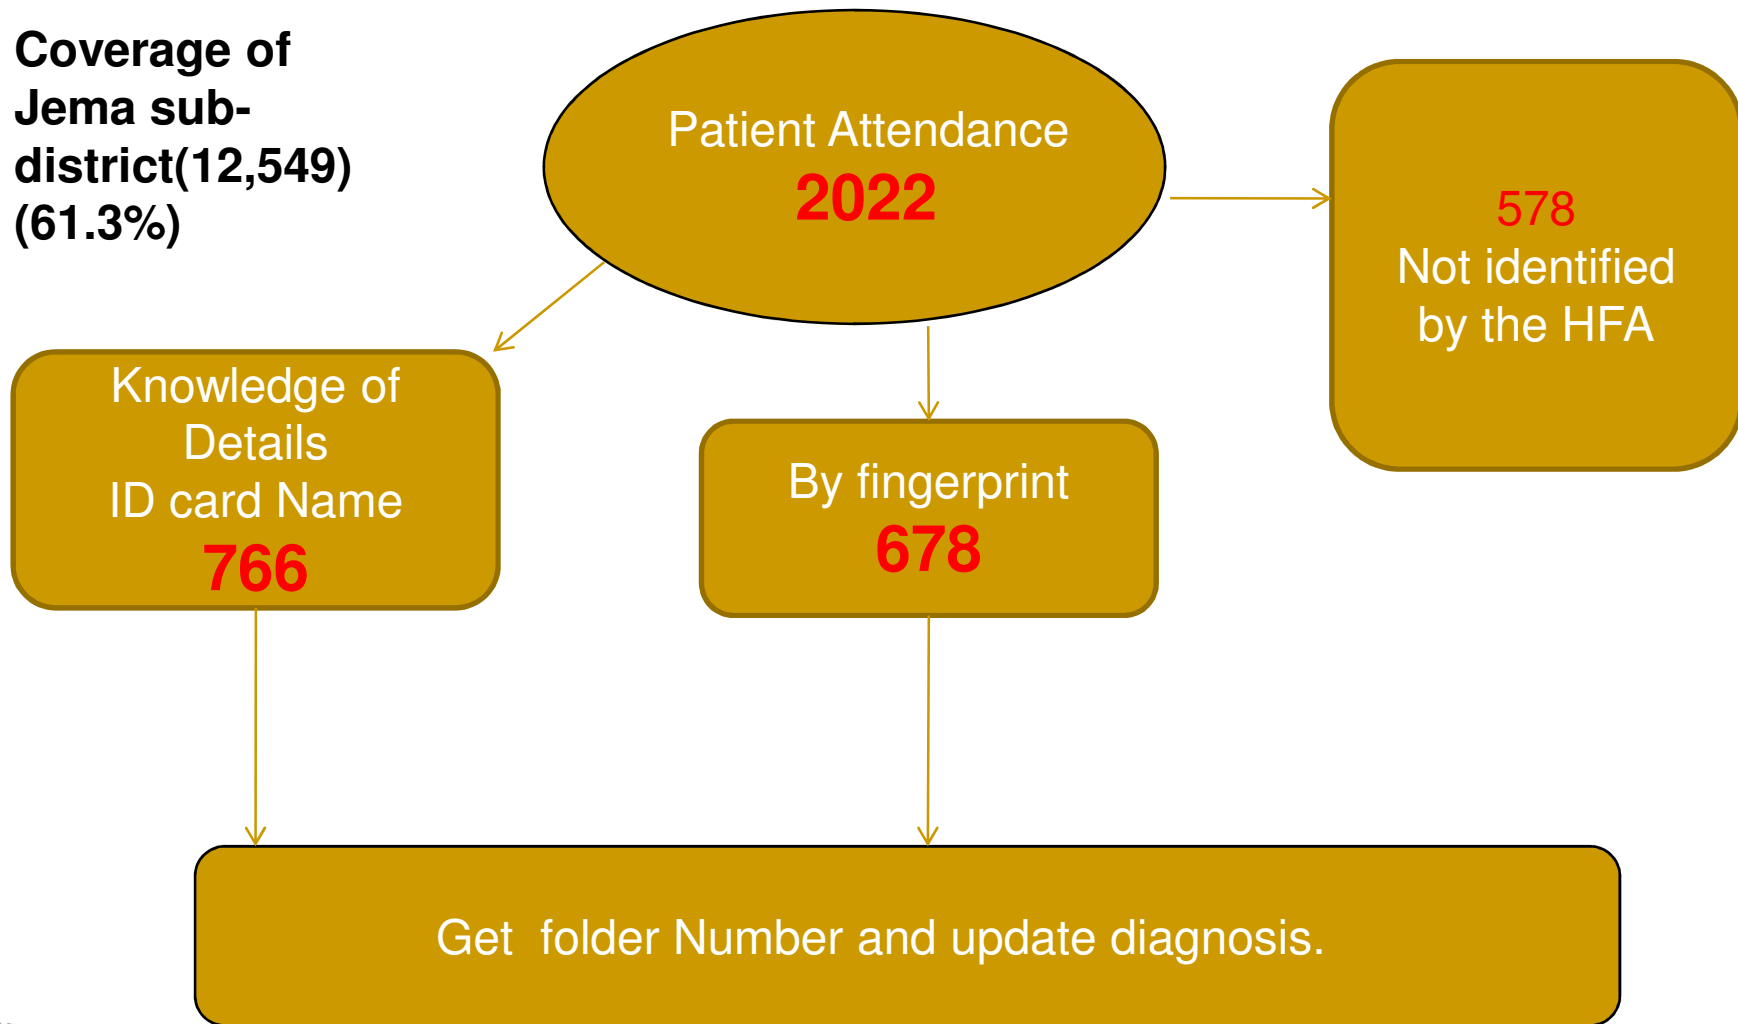 Coverage of
Jema sub-
district(12,549)
(61.3%)
Patient Attendance
2022
578
Not identified
by the HFA
Knowledge of
Details
ID card Name
766
By fingerprint
678
Get  folder Number and update diagnosis.